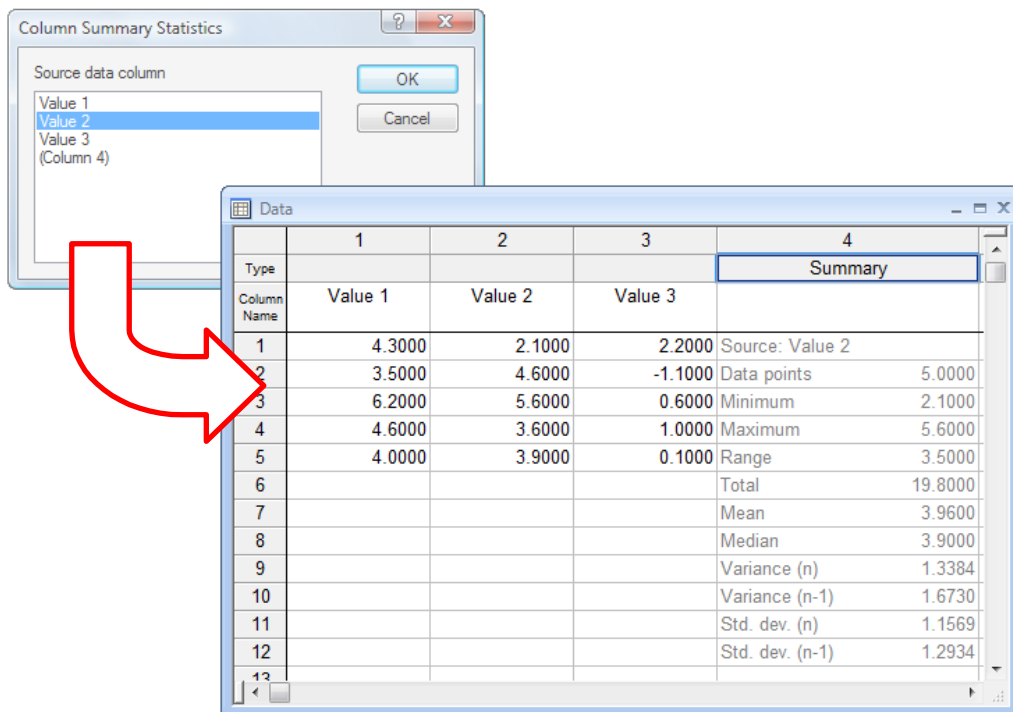 Column Summary Statistics
Source data column
OK
Value 1
Value 2
Value 3
(Column 4)
Cancel
Data
1 2 3 4
Type Summary
Column Name Value 1 Value 2 Value 3
1 4.3000 2.1000 2.2000 Source: Value 2
2 3.5000 4.6000 -1.1000 Data points 5.0000
3 6.2000 5.6000 0.6000 Minimum 2.1000
4 4.6000 3.6000 1.0000 Maximum 5.6000
5 4.0000 3.9000 0.1000 Range 3.5000
6 Total 19.8000
7 Mean 3.9600
8 Median 3.9000
9 Variance (n) 1.3384
10 Variance (n-1) 1.6730
11 Std. dev. (n) 1.1569
12 Std. dev. (n-1) 1.2934
13